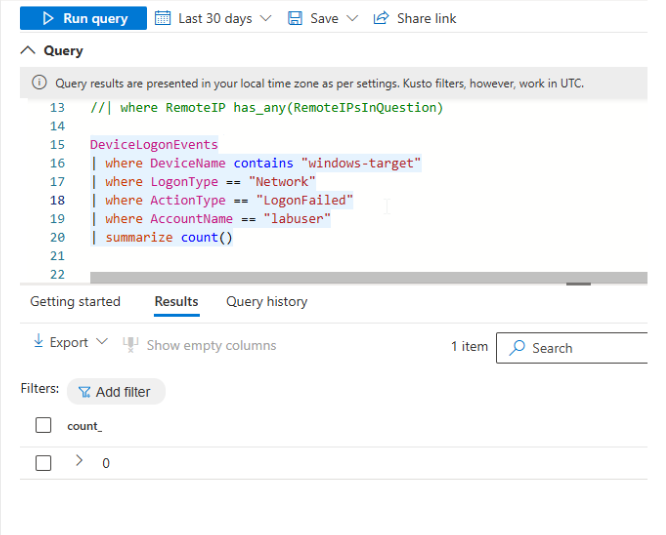 Run query Last 30 days Save Share link
Query
Query results are presented in your local time zone as per settings. Kusto filters, however, work in UTC.
13 //| where RemoteIP has_any(RemoteIPsInQuestion)
14
15 DeviceLogonEvents
16 | where DeviceName contains "windows-target"
17 | where LogonType == "Network"
18 | where ActionType == "LogonFailed"
19 | where AccountName == "labuser"
20 | summarize count()
21
22
Getting started Results Query history
Export Show empty columns 1 item Search
Filters: Add filter
count_
0